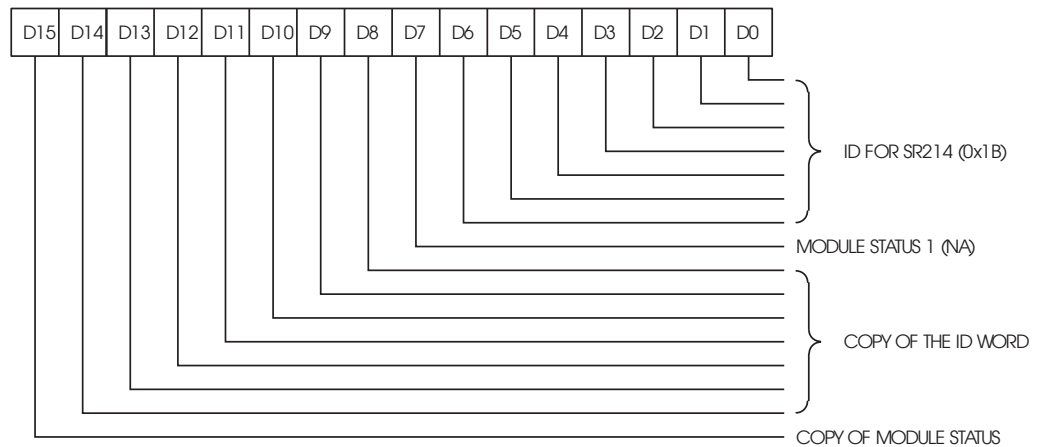 D15 D14 D13 D12 D11 D10 D9 D8 D7 D6 D5 D4 D3 D2 D1 D0
ID FOR SR214 (0x1B)
MODULE STATUS 1 (NA)
COPY OF THE ID WORD
COPY OF MODULE STATUS